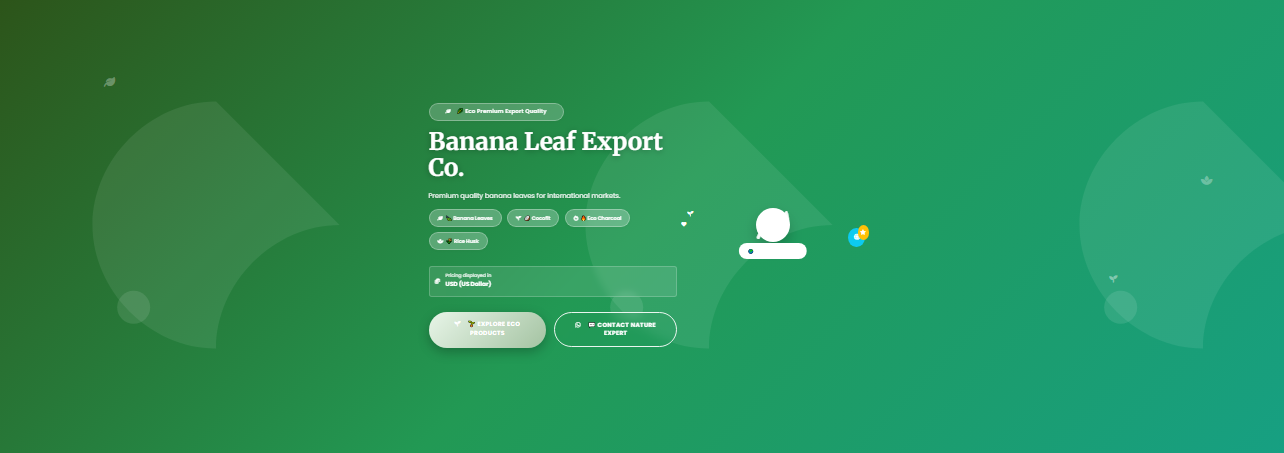 Eco Premium Export Quality
Banana Leaf Export
Co.
Premium quality banana leaves for international markets.
Banana Leaves
Cocofit
Eco Charcoal
Rice Husk
Pricing displayed in
USD (US Dollar)
EXPLORE ECO
PRODUCTS
CONTACT NATURE
EXPERT